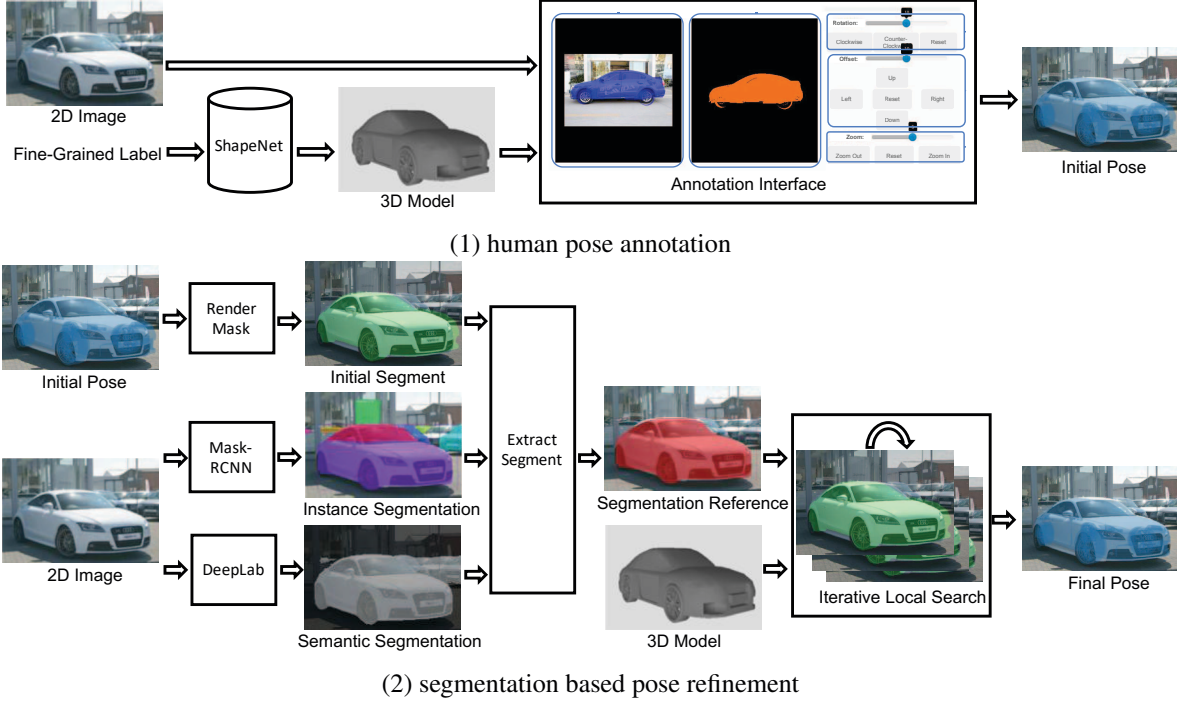 2D Image
Fine-Grained Label
ShapeNet
3D Model
Rotation:
Clockwise
Counter-
Clockwise
Reset
Offset:
Up
Left
Reset
Right
Down
Zoom:
Zoom Out
Reset
Zoom In
Annotation Interface
Initial Pose
(1) human pose annotation
Initial Pose
Render
Mask
Initial Segment
2D Image
Mask-
RCNN
Instance Segmentation
DeepLab
Semantic Segmentation
Extract
Segment
Segmentation Reference
3D Model
Iterative Local Search
Final Pose
(2) segmentation based pose refinement